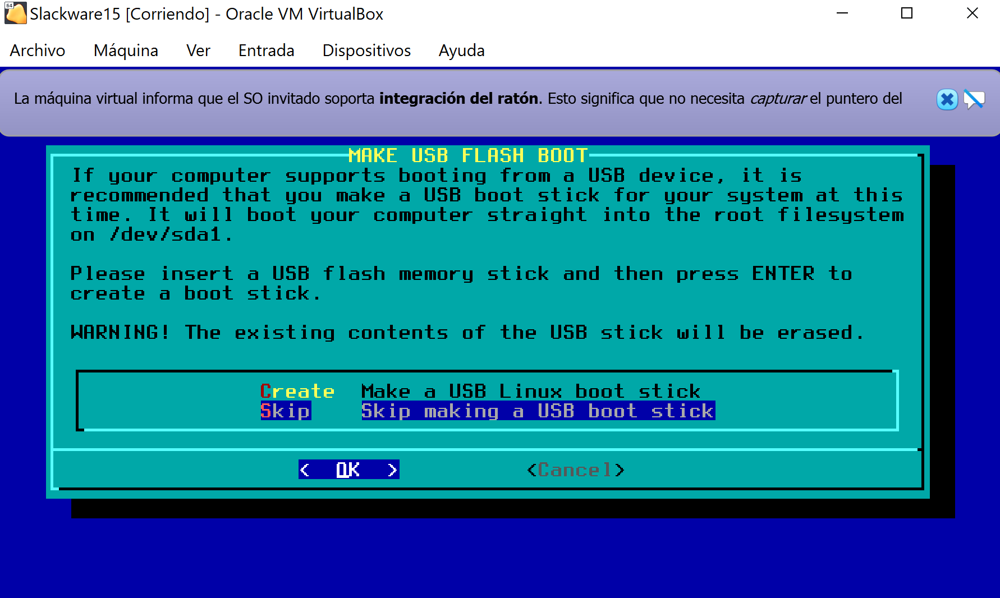 64
Slackware15 [Corriendo] - Oracle VM VirtualBox
Archivo Máquina Ver Entrada Dispositivos Ayuda
La máquina virtual informa que el SO invitado soporta integración del ratón. Esto significa que no necesita capturar el puntero del
MAKE USB FLASH BOOT
If your computer supports booting from a USB device, it is
recommended that you make a USB boot stick for your system at this
time. It will boot your computer straight into the root filesystem
on /dev/sda1.
Please insert a USB flash memory stick and then press ENTER to
create a boot stick.
WARNING! The existing contents of the USB stick will be erased.
Create Make a USB Linux boot stick
Skip Skip making a USB boot stick
< OK > <Cancel>